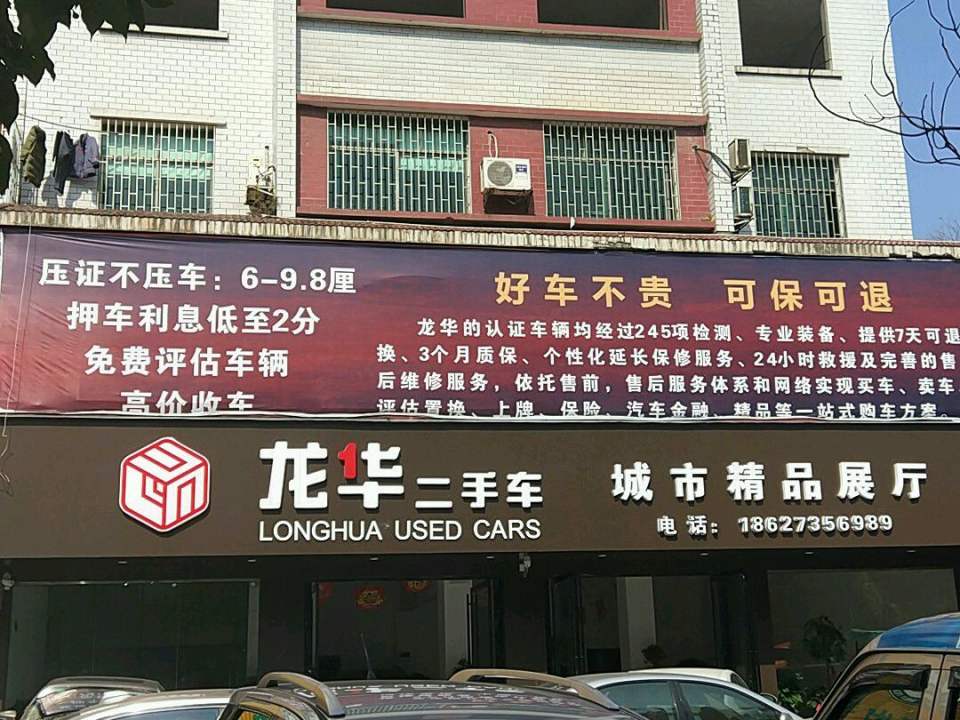 压证不压车：6-9.8厘
押车利息低至2分
免费评估车辆
高价收车
好车不贵 可保可退
龙华的认证车辆均经过245项检测、专业装备、提供7天可退
换、3个月质保、个性化延长保修服务、24小时救援及完善的售
后维修服务，依托售前，售后服务体系和网络实现买车、卖车、
评估置换、上牌、保险、汽车金融、精品等一站式购车方案。
龙华二手车
LONGHUA USED CARS
城市精品展厅
电话：18627356989